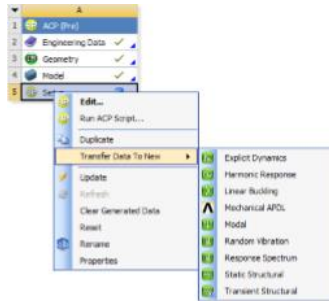 A
1 ACP (Pre)
2 Engineering Data
3 Geometry
4 Model
5 Setup
Edit...
Run ACP Script...
Duplicate
Transfer Data To New
Update
Refresh
Clear Generated Data
Reset
Rename
Properties
Explicit Dynamics
Harmonic Response
Linear Buckling
Mechanical APDL
Modal
Random Vibration
Response Spectrum
Static Structural
Transient Structural